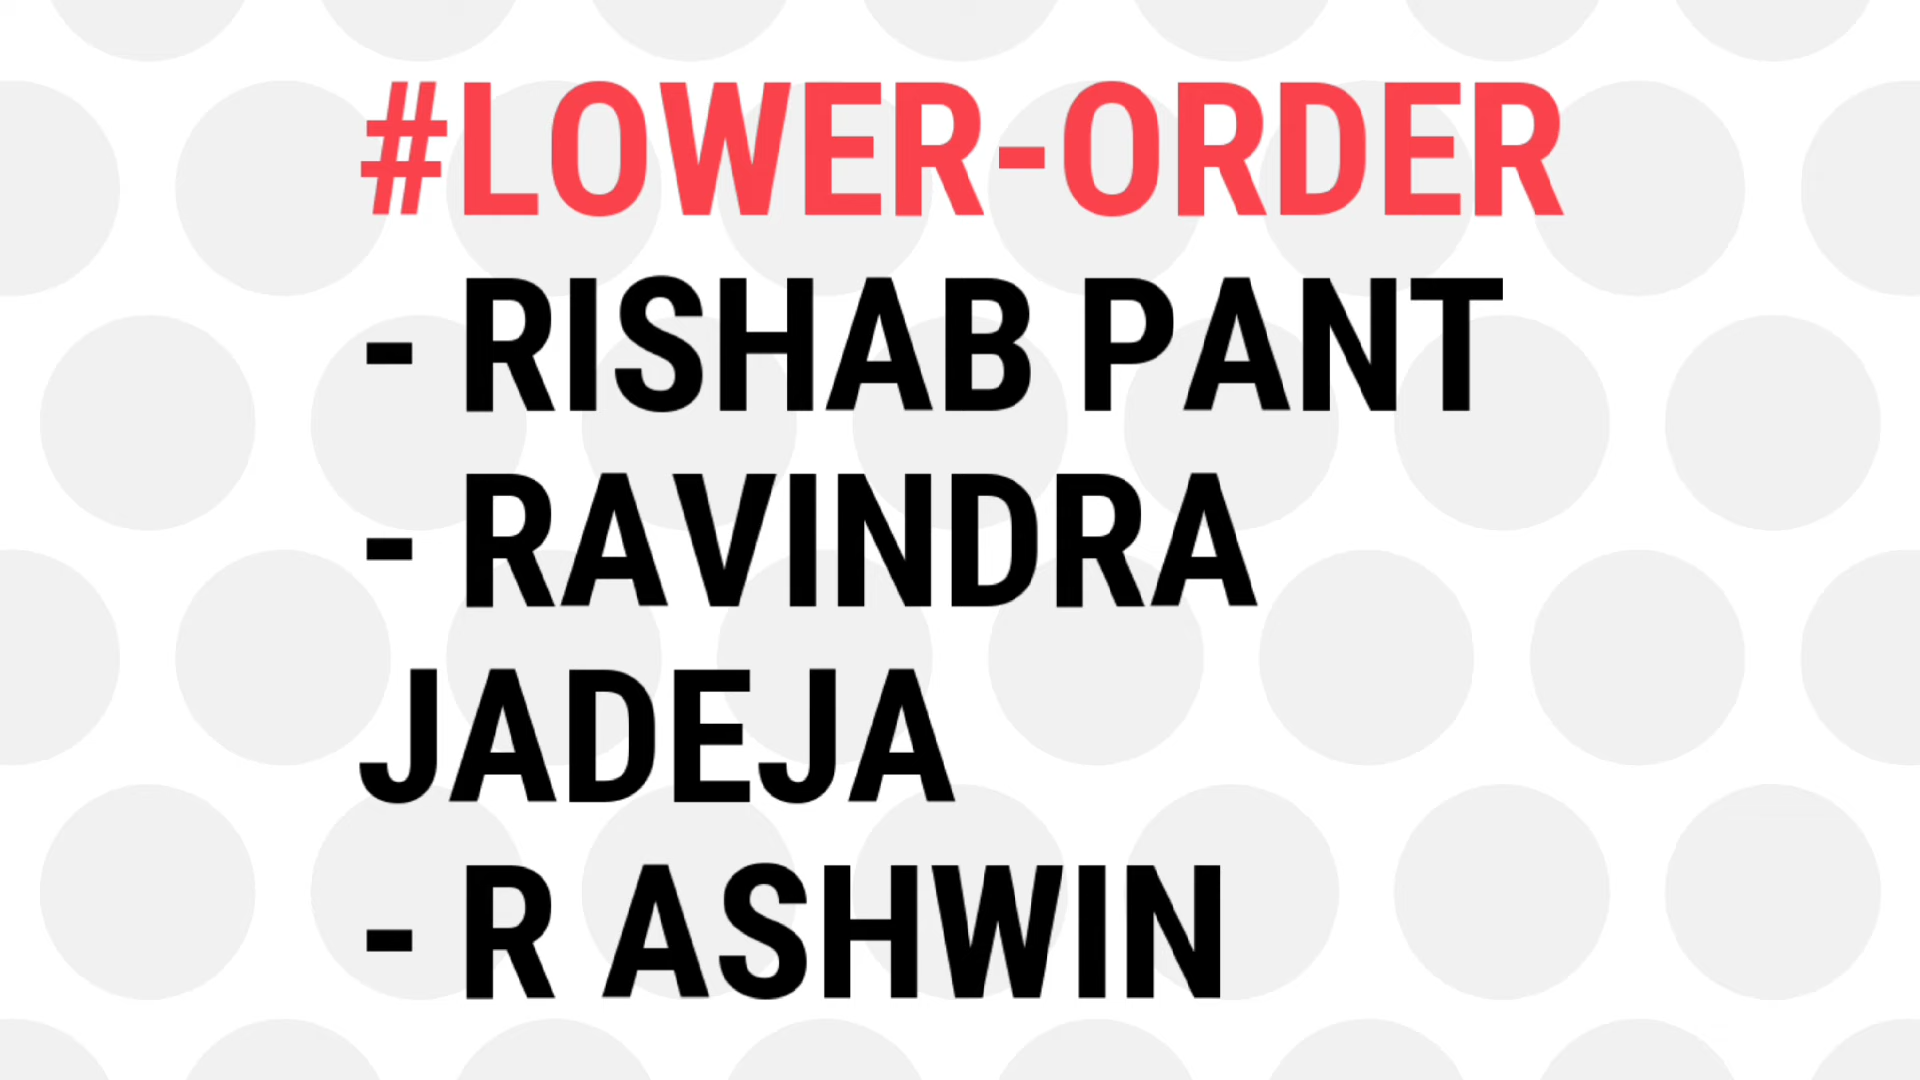 #LOWER-ORDER
- RISHAB PANT
- RAVINDRA
JADEJA
- R ASHWIN